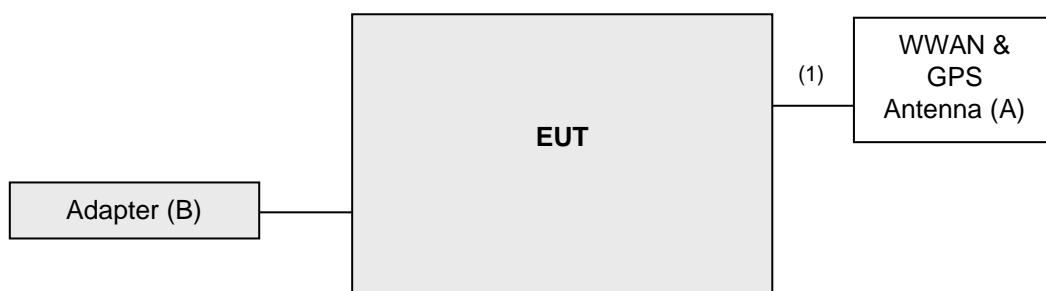 WWAN &
GPS
Antenna (A)
(1)
EUT
Adapter (B)